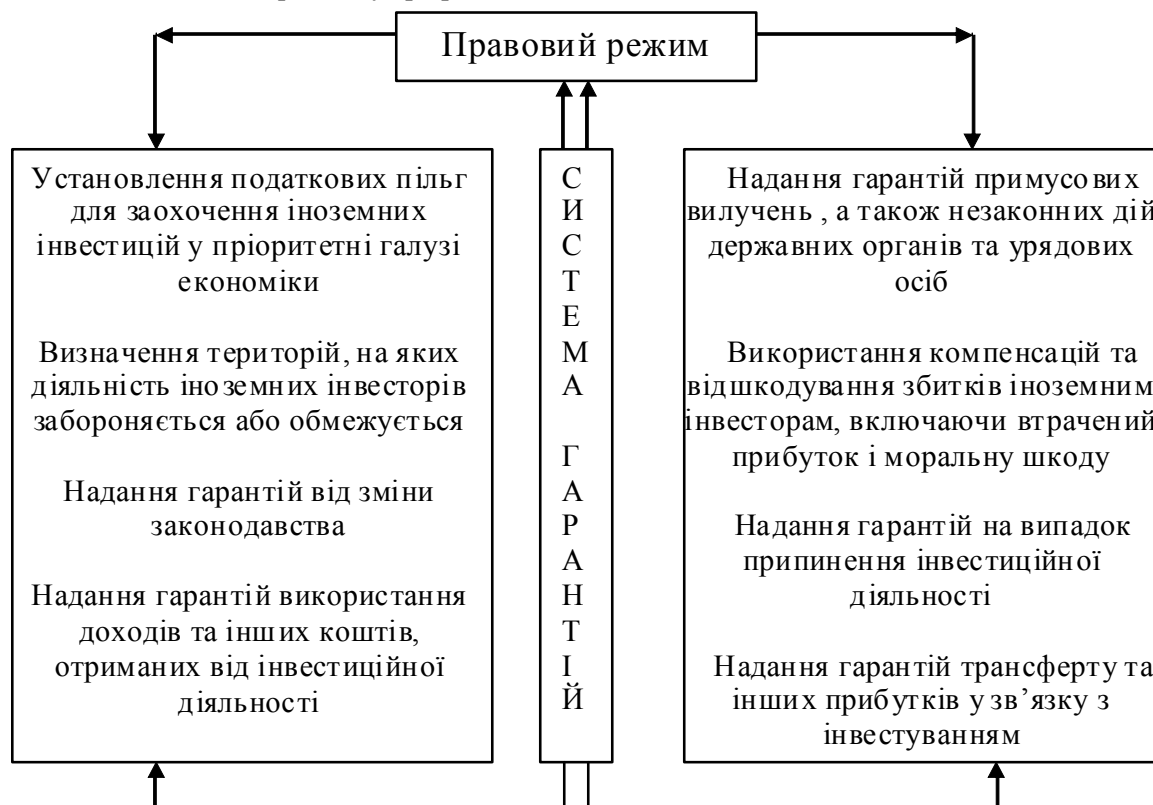 Правовий режим
Установлення податкових пільг
для заохочення іноземних
інвестицій у пріоритетні галузі
економіки
Визначення територій, на яких
діяльність іноземних інвесторів
забороняється або обмежується
Надання гарантій від зміни
законодавства
Надання гарантій використання
доходів та інших коштів,
отриманих від інвестиційної
діяльності
С
И
С
Т
Е
М
А
Г
А
Р
А
Н
Т
І
Й
Надання гарантій примусових
вилучень , а також незаконних дій
державних органів та урядових
осіб
Використання компенсацій та
відшкодування збитків іноземним
інвесторам, включаючи втрачений
прибуток і моральну шкоду
Надання гарантій на випадок
припинення інвестиційної
діяльності
Надання гарантій трансферту та
інших прибутків у зв’язку з
інвестуванням